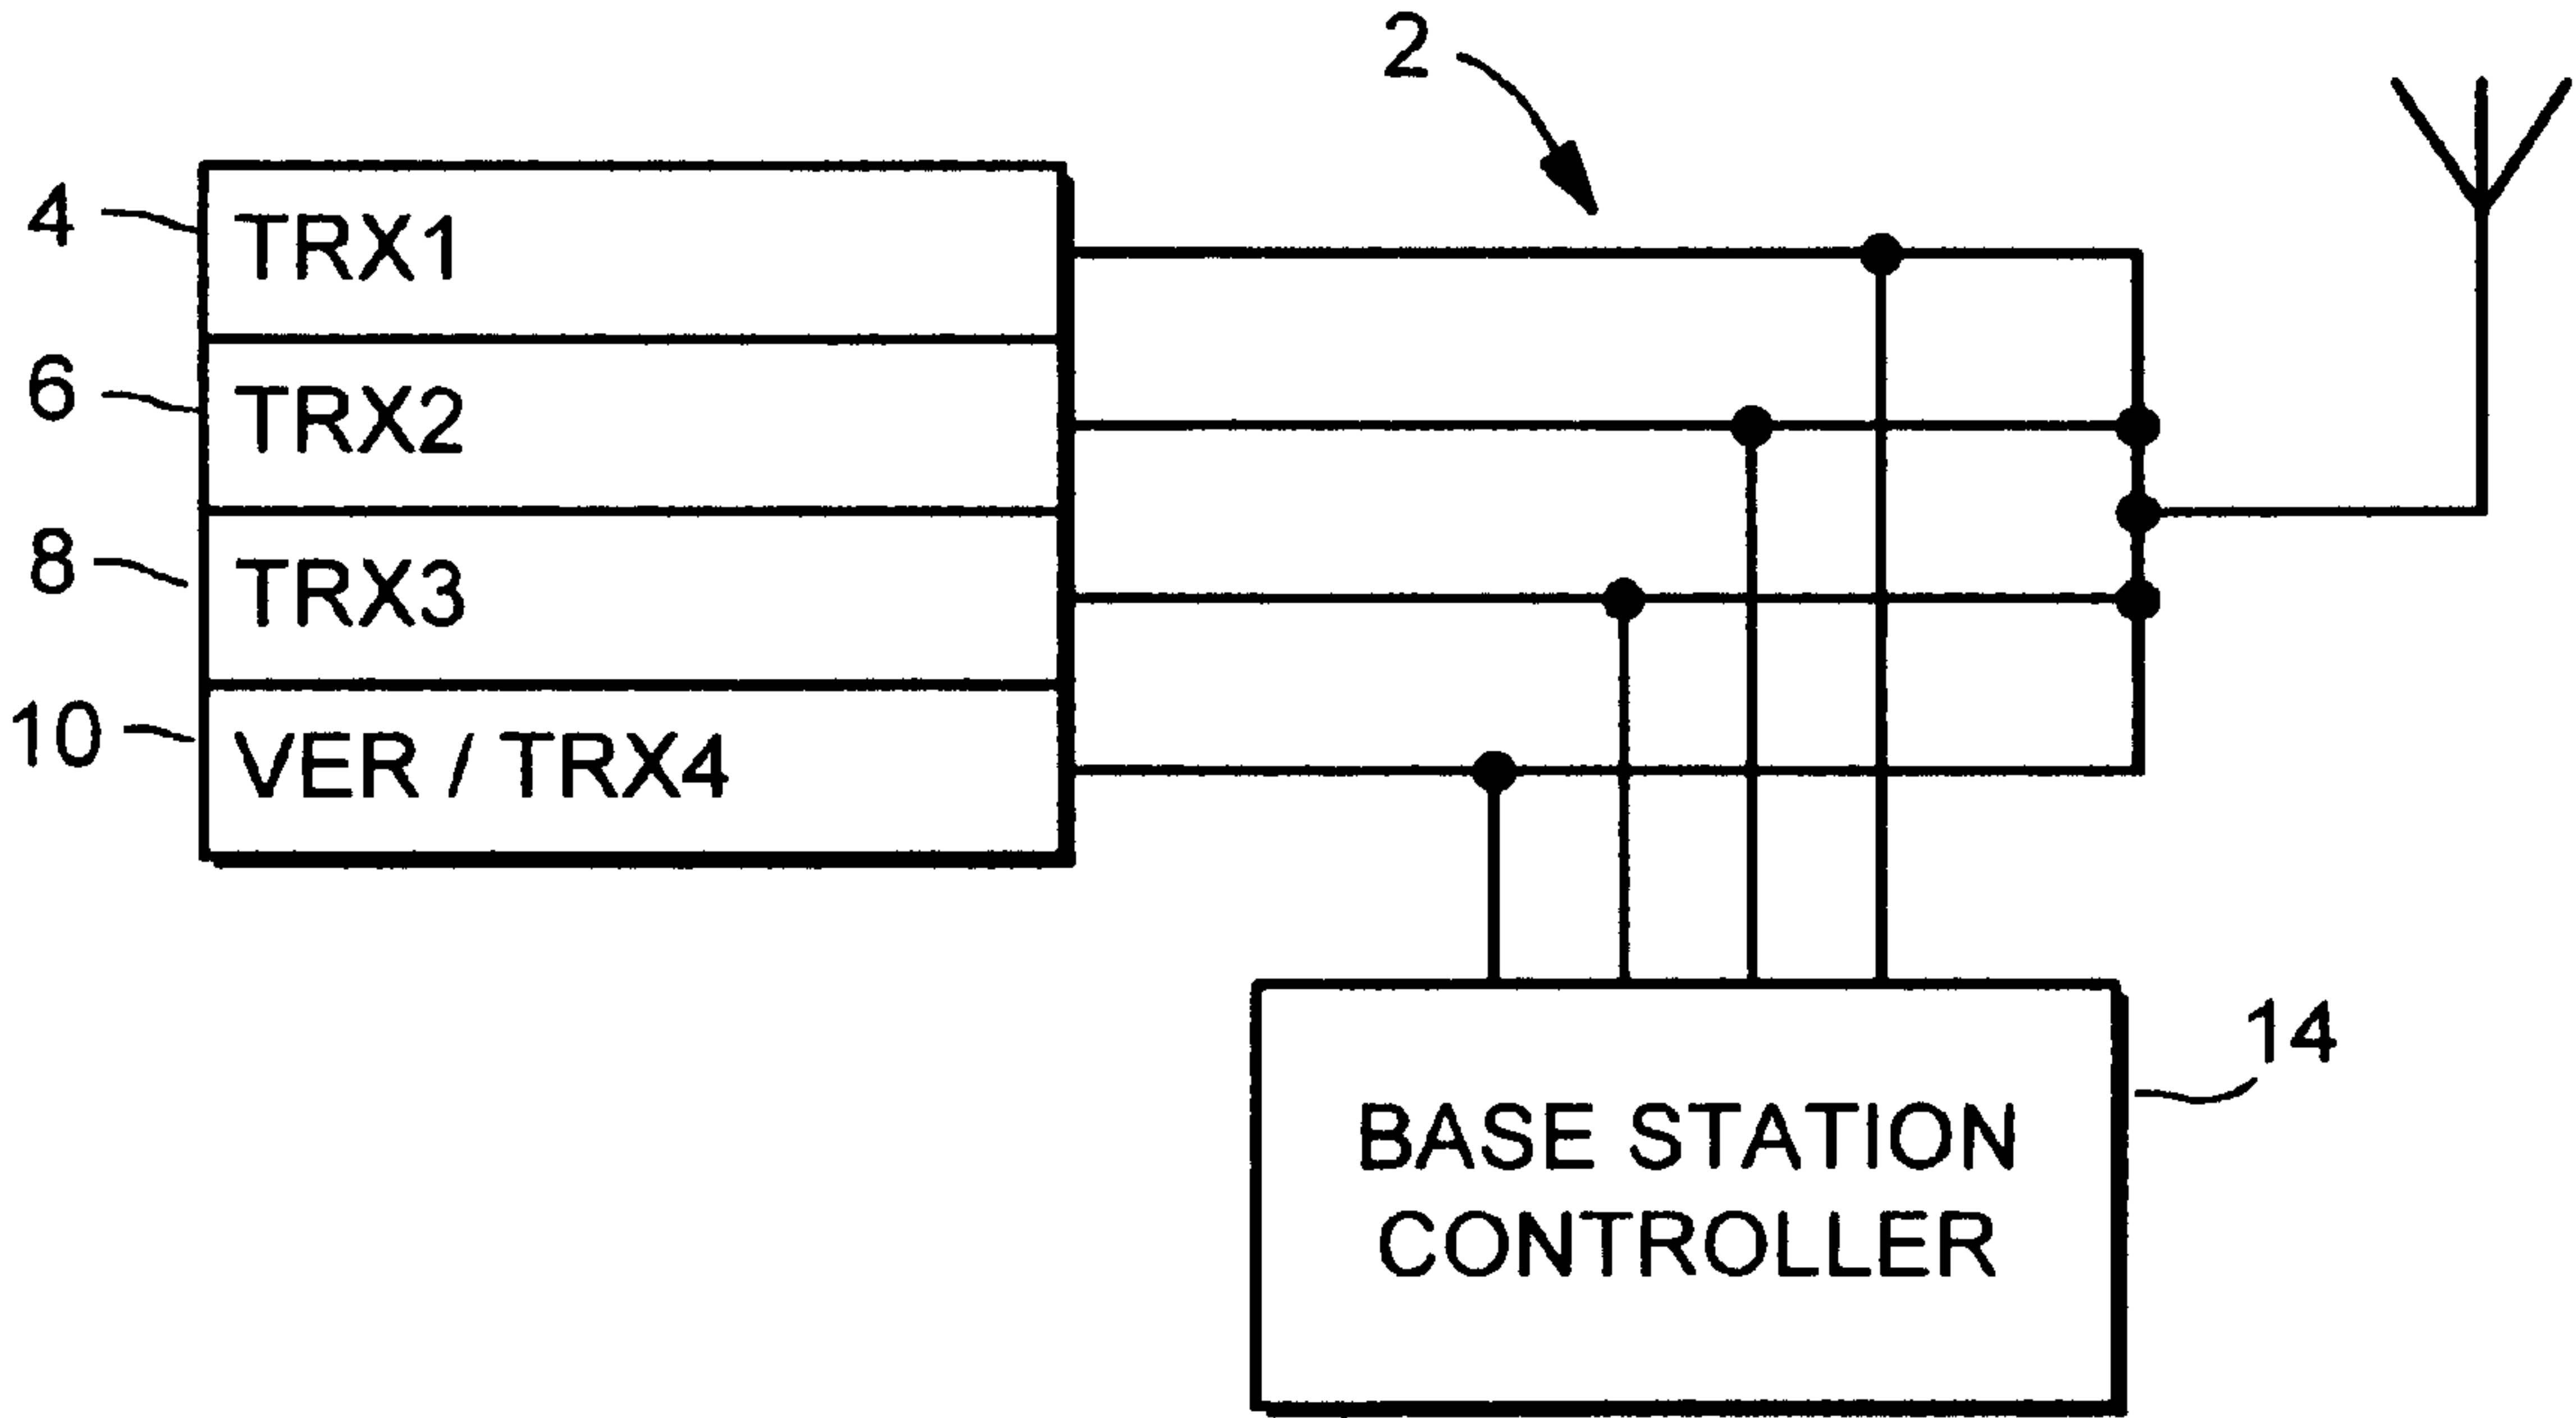 2
4 TRX1
6 TRX2
8 TRX3
10 VER / TRX4
14
BASE STATION
CONTROLLER